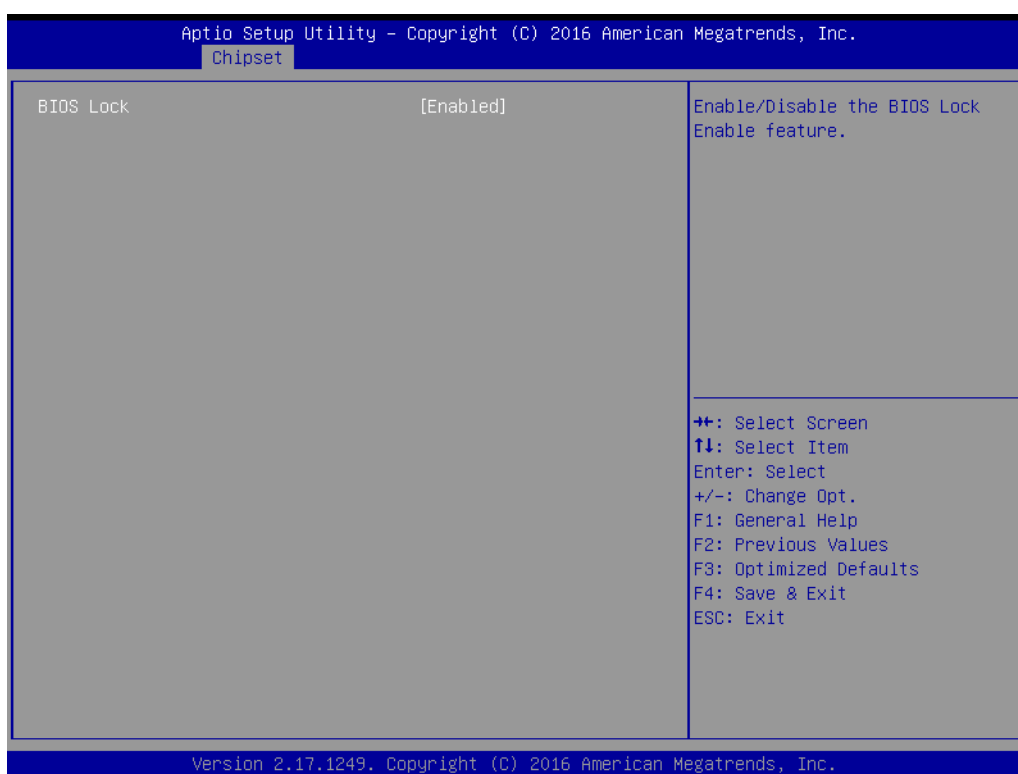 Aptio Setup Utility – Copyright (C) 2016 American Megatrends, Inc.
Chipset
BIOS Lock [Enabled]
Enable/Disable the BIOS Lock
Enable feature.
→←: Select Screen
↑↓: Select Item
Enter: Select
+/-: Change Opt.
F1: General Help
F2: Previous Values
F3: Optimized Defaults
F4: Save & Exit
ESC: Exit
Version 2.17.1249. Copyright (C) 2016 American Megatrends, Inc.